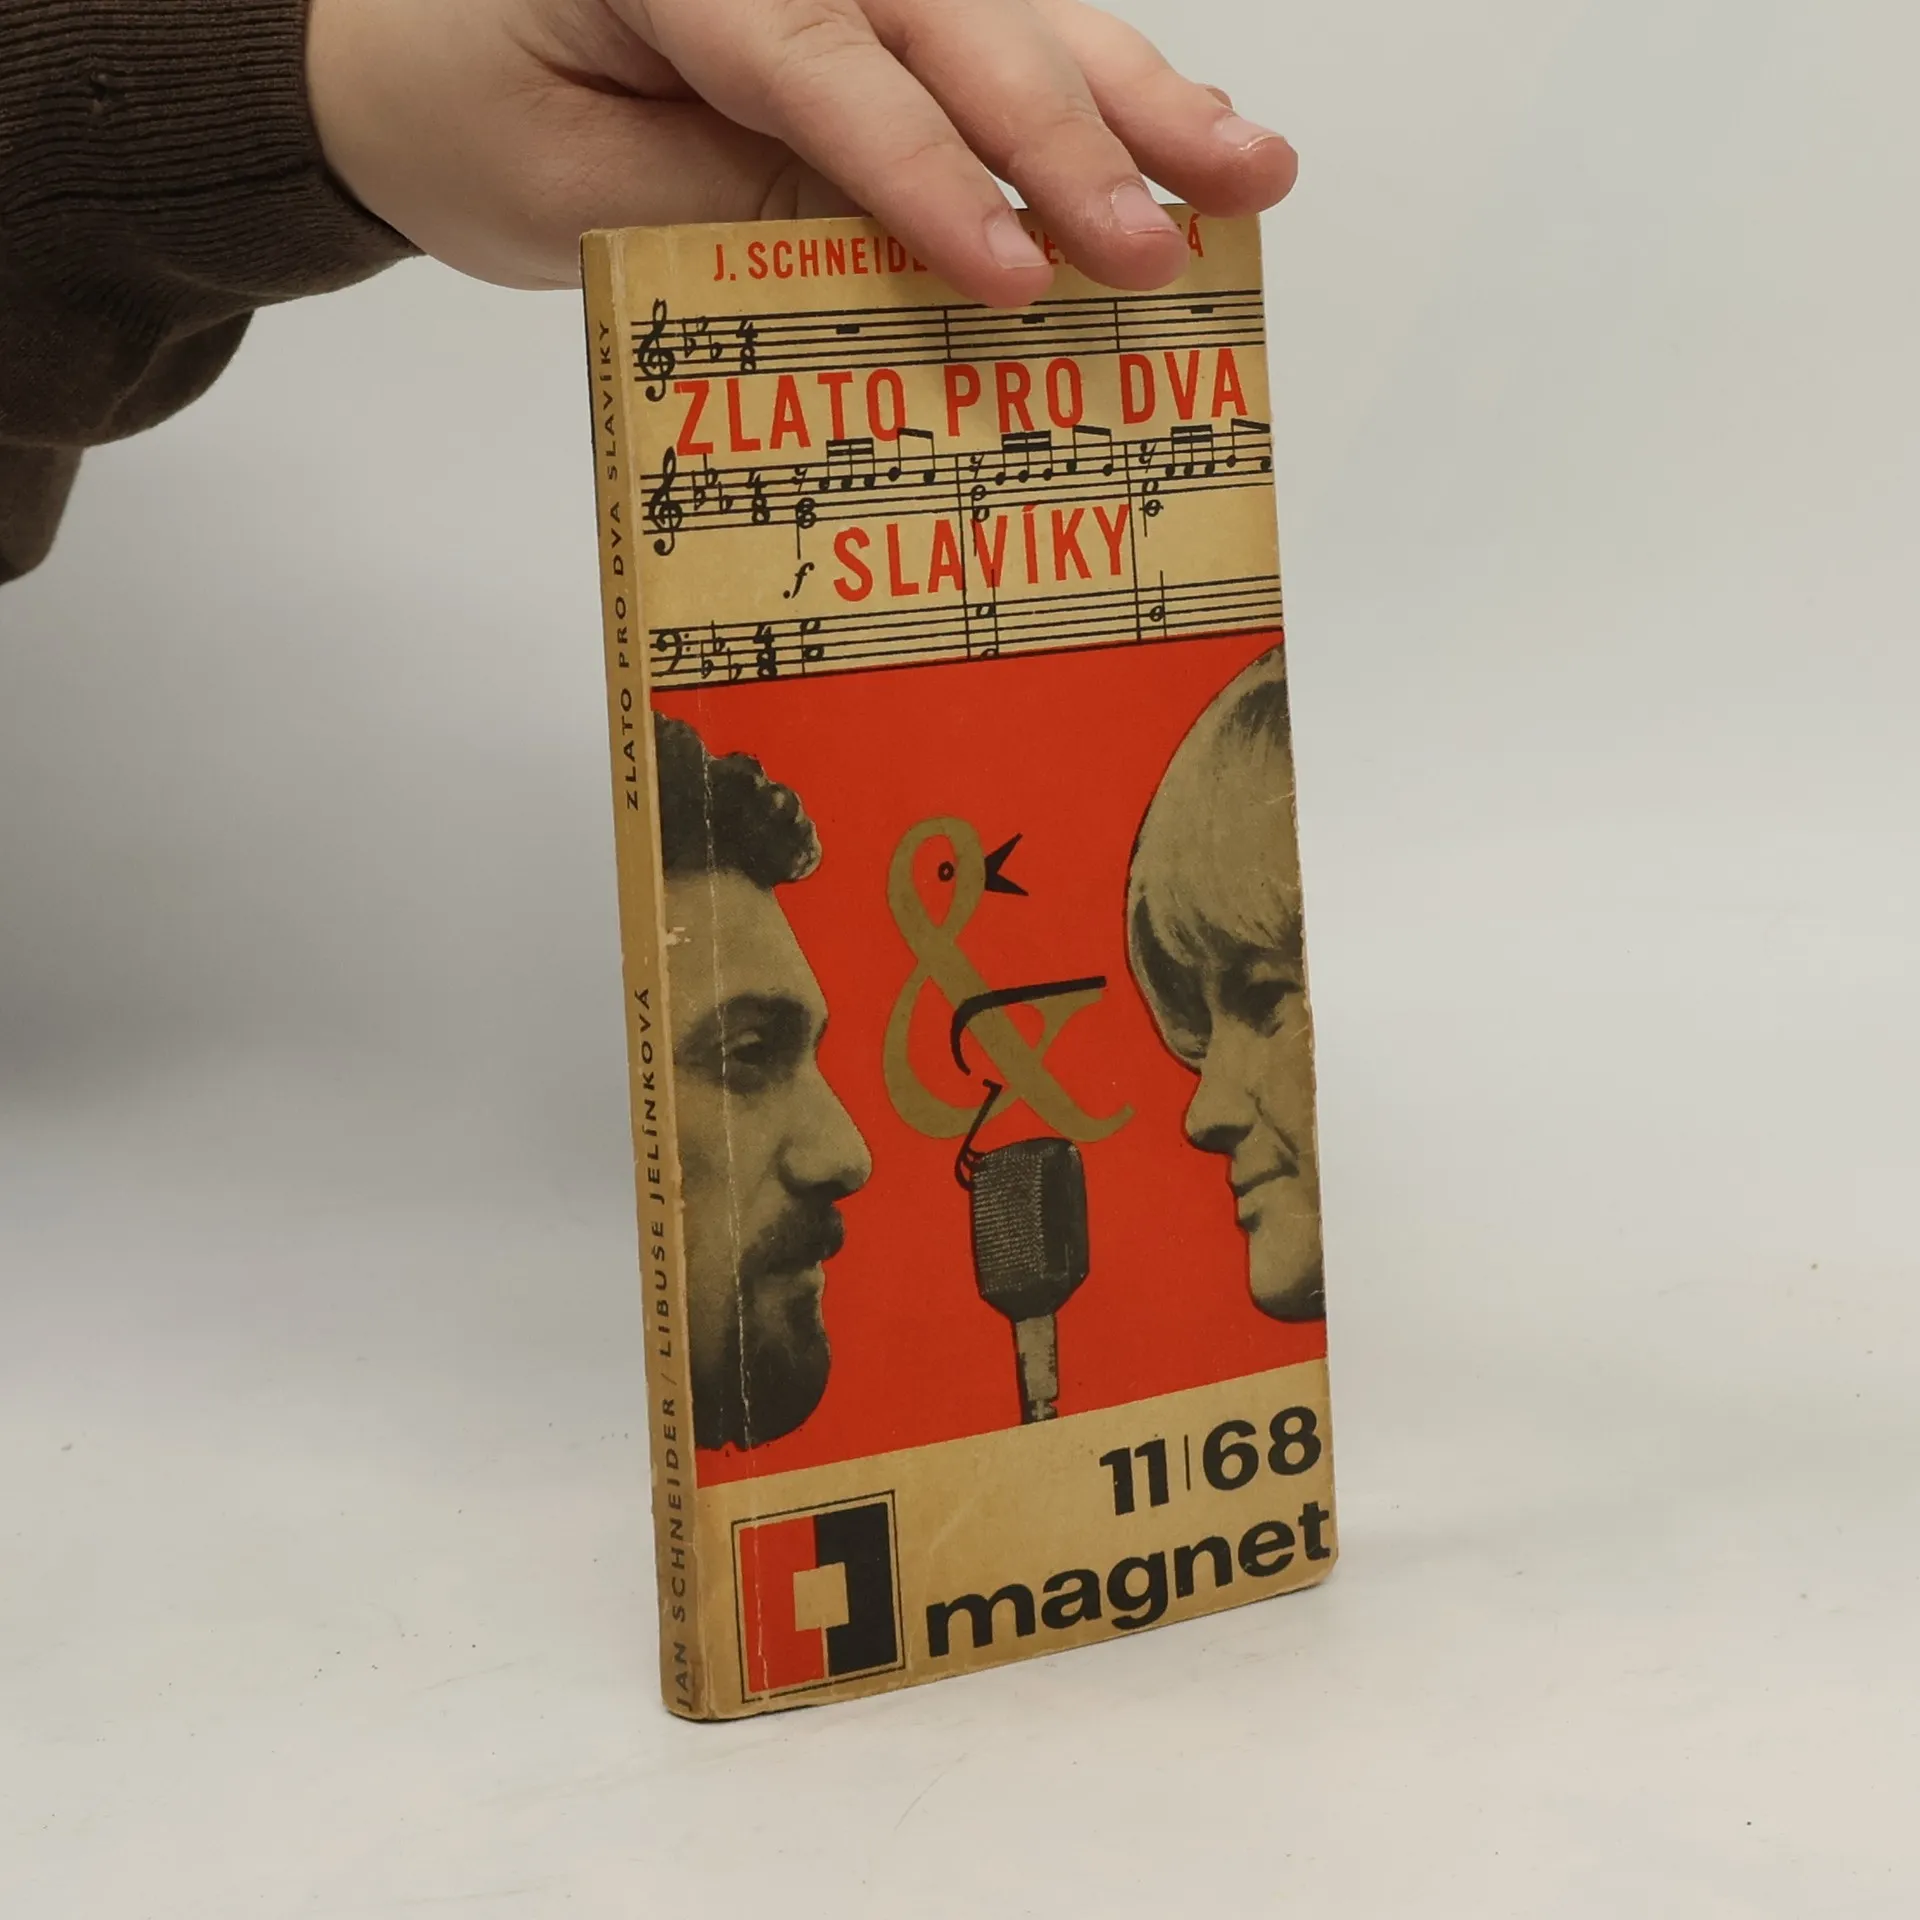 J. SCHNEIDE
ZLATO PRO DVA
SLAVÍKY
f
11|68
magnet
JAN SCHNEIDER / LIBUŠE JELÍNKOVÁ ZLATO PRO DVA SLAVÍKY